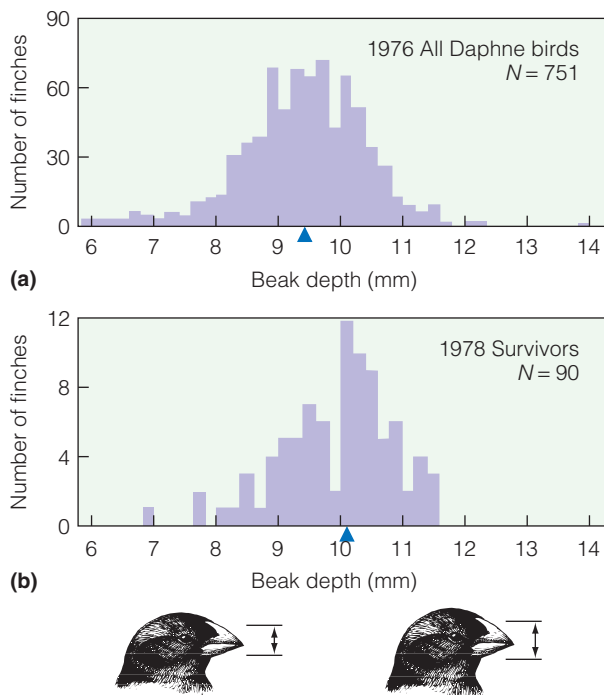 90
60
30
0
Number of finches
1976 All Daphne birds
N = 751
6 7 8 9 10 11 12 13 14
(a)
Beak depth (mm)
12
8
4
0
Number of finches
1978 Survivors
N = 90
6 7 8 9 10 11 12 13 14
(b)
Beak depth (mm)